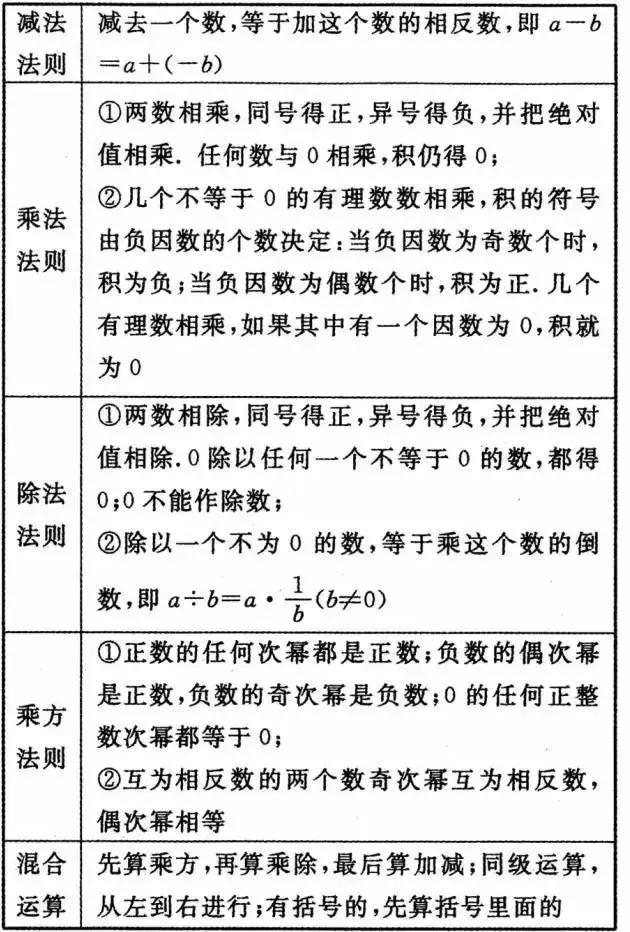 减法
法则
减去一个数,等于加这个数的相反数,即 a-b
=a+(-b)
乘法
法则
①两数相乘,同号得正,异号得负,并把绝对
值相乘. 任何数与 0 相乘,积仍得 0;
②几个不等于 0 的有理数数相乘,积的符号
由负因数的个数决定:当负因数为奇数个时,
积为负;当负因数为偶数个时,积为正. 几个
有理数相乘,如果其中有一个因数为 0,积就
为 0
除法
法则
①两数相除,同号得正,异号得负,并把绝对
值相除. 0 除以任何一个不等于 0 的数,都得
0;0 不能作除数;
②除以一个不为 0 的数,等于乘这个数的倒
数,即 a÷b=a·1/b(b≠0)
乘方
法则
①正数的任何次幂都是正数;负数的偶次幂
是正数,负数的奇次幂是负数;0 的任何正整
数次幂都等于 0;
②互为相反数的两个数奇次幂互为相反数,
偶次幂相等
混合
运算
先算乘方,再算乘除,最后算加减;同级运算,
从左到右进行;有括号的,先算括号里面的